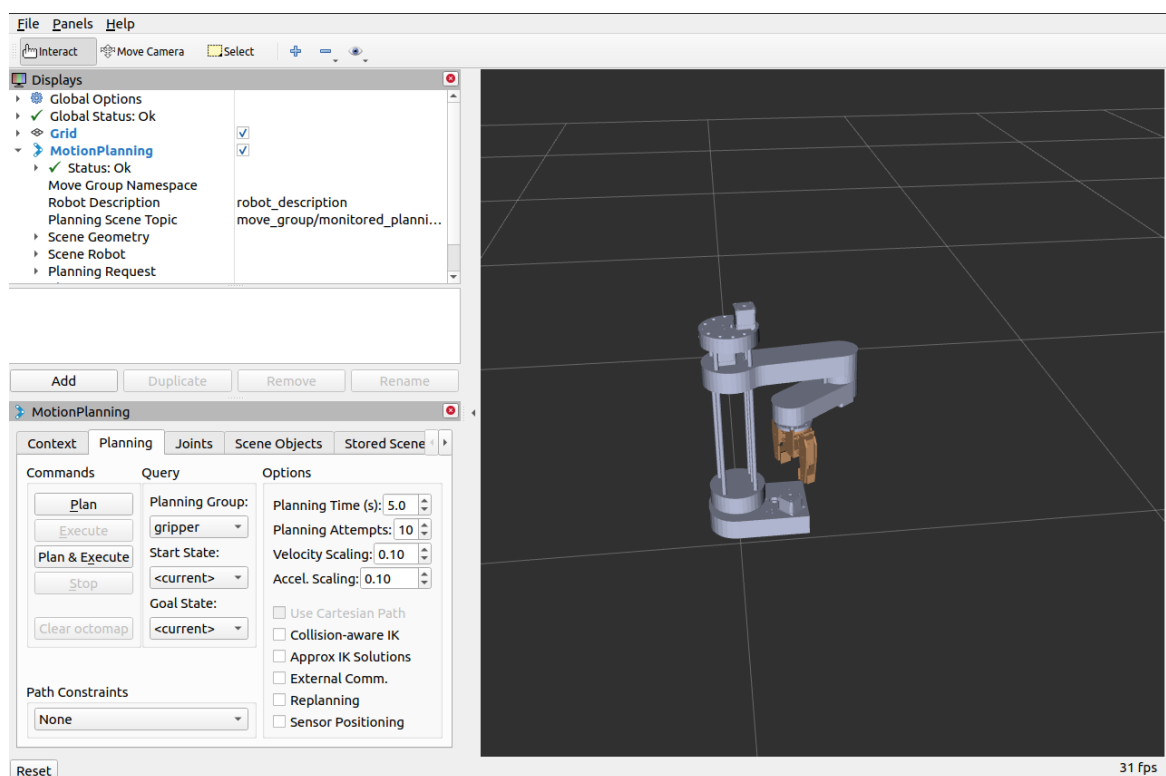 File Panels Help
Interact Move Camera Select
Displays
Global Options
Global Status: Ok
Grid
MotionPlanning
Status: Ok
Move Group Namespace
Robot Description robot_description
Planning Scene Topic move_group/monitored_planni...
Scene Geometry
Scene Robot
Planning Request
Add Duplicate Remove Rename
MotionPlanning
Context Planning Joints Scene Objects Stored Scene
Commands Query Options
Plan Planning Group: Planning Time (s): 5.0
Execute gripper Planning Attempts: 10
Plan & Execute Start State: Velocity Scaling: 0.10
Stop <current> Accel. Scaling: 0.10
Goal State: Use Cartesian Path
Clear octomap <current> Collision-aware IK
Approx IK Solutions
External Comm.
Path Constraints Replanning
None Sensor Positioning
Reset 31 fps